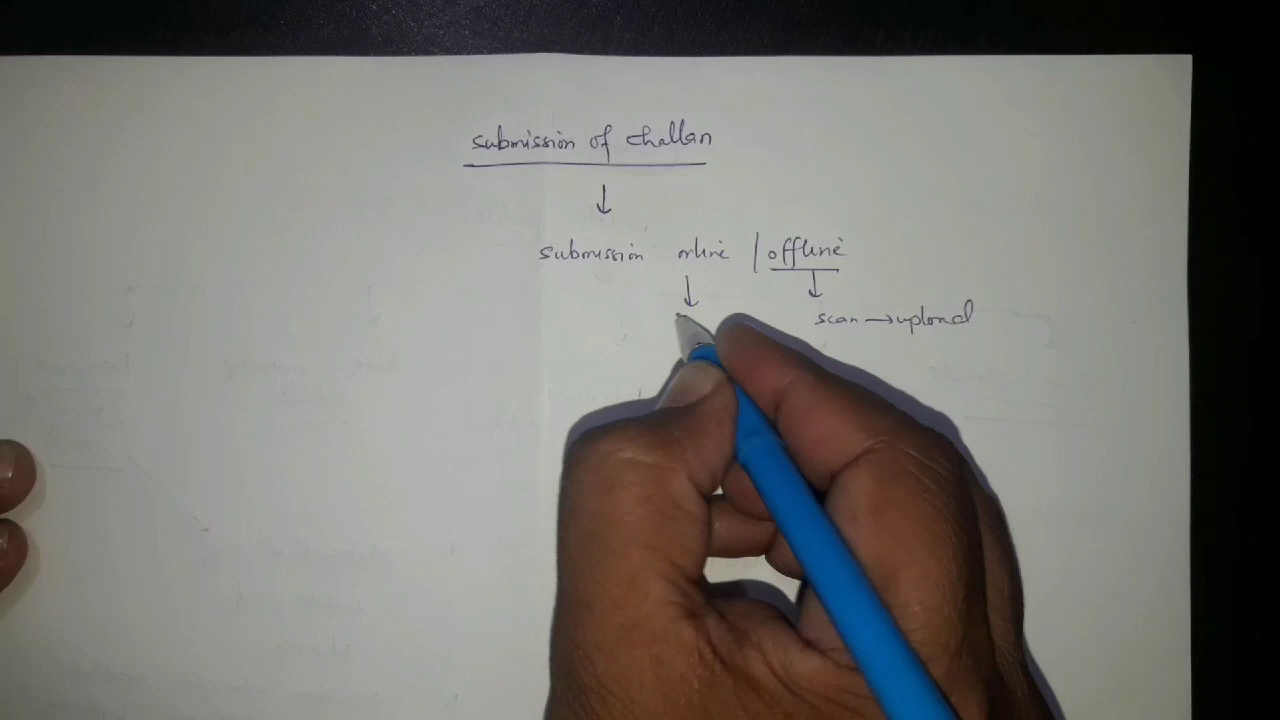 submission of challan
↓
submission online / offline
↓ ↓
scan → upload